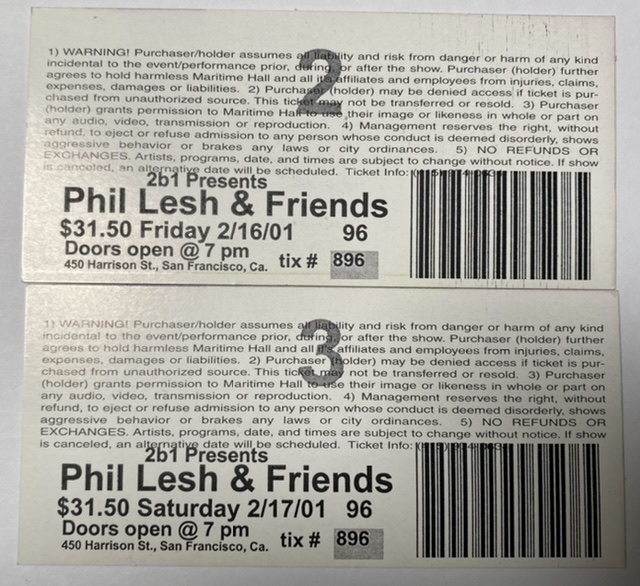 1) WARNING! Purchaser/holder assumes all liability and risk from danger or harm of any kind
incidental to the event/performance prior, during, or after the show. Purchaser (holder) further
agrees to hold harmless Maritime Hall and all its affiliates and employees from injuries, claims,
expenses, damages or liabilities. 2) Purchaser (holder) may be denied access if ticket is pur-
chased from unauthorized source. This ticket may not be transferred or resold. 3) Purchaser
(holder) grants permission to Maritime Hall to use their image or likeness in whole or part on
any audio, video, transmission or reproduction. 4) Management reserves the right, without
refund, to eject or refuse admission to any person whose conduct is deemed disorderly, shows
aggressive behavior or brakes any laws or city ordinances. 5) NO REFUNDS OR
EXCHANGES. Artists, programs, date, and times are subject to change without notice. If show
is canceled, an alternative date will be scheduled. Ticket Info:
2
2b1 Presents
Phil Lesh & Friends
$31.50 Friday 2/16/01 96
Doors open @ 7 pm
450 Harrison St., San Francisco, Ca.
tix # 896
1) WARNING! Purchaser/holder assumes all liability and risk from danger or harm of any kind
incidental to the event/performance prior, during, or after the show. Purchaser (holder) further
agrees to hold harmless Maritime Hall and all its affiliates and employees from injuries, claims,
expenses, damages or liabilities. 2) Purchaser (holder) may be denied access if ticket is pur-
chased from unauthorized source. This ticket may not be transferred or resold. 3) Purchaser
(holder) grants permission to Maritime Hall to use their image or likeness in whole or part on
any audio, video, transmission or reproduction. 4) Management reserves the right, without
refund, to eject or refuse admission to any person whose conduct is deemed disorderly, shows
aggressive behavior or brakes any laws or city ordinances. 5) NO REFUNDS OR
EXCHANGES. Artists, programs, date, and times are subject to change without notice. If show
is canceled, an alternative date will be scheduled. Ticket Info:
3
2b1 Presents
Phil Lesh & Friends
$31.50 Saturday 2/17/01 96
Doors open @ 7 pm
450 Harrison St., San Francisco, Ca.
tix # 896